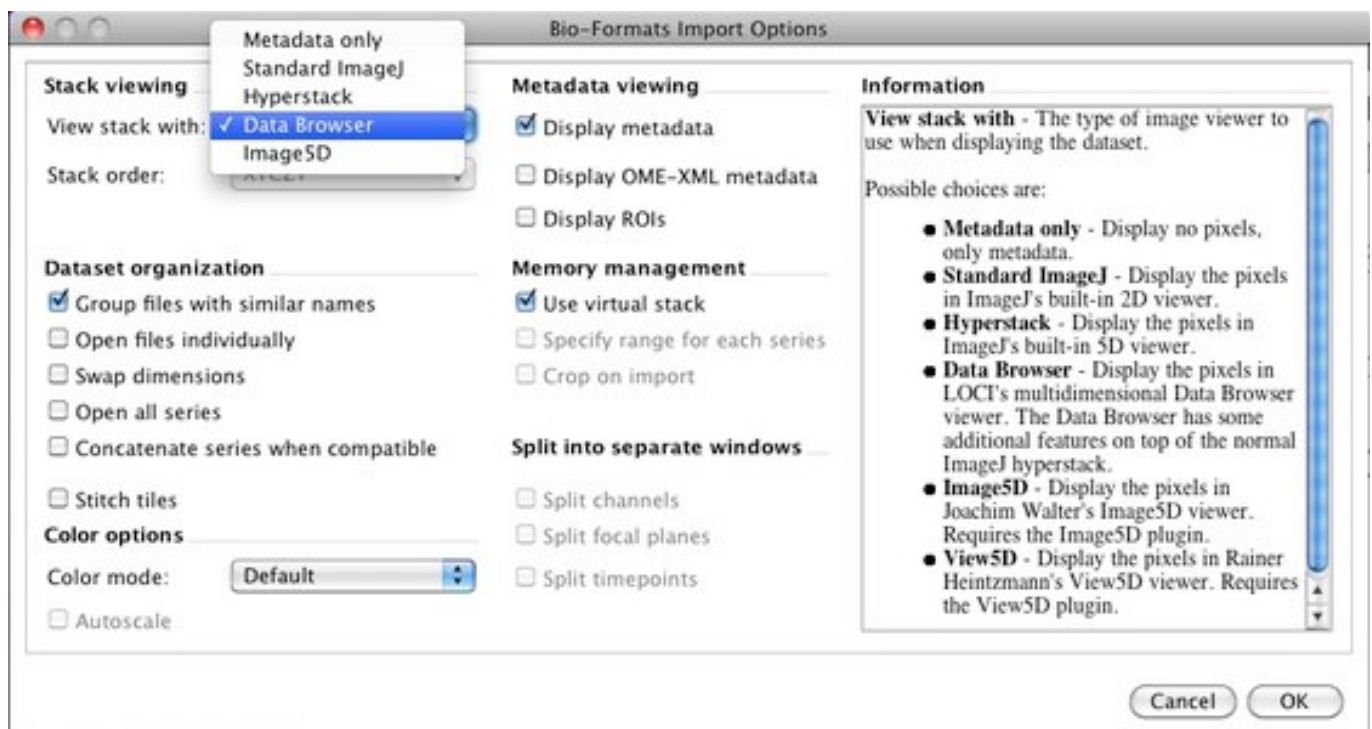 Bio-Formats Import Options
Metadata only
Standard ImageJ
Hyperstack
✓ Data Browser
Image5D
Stack viewing
View stack with:
Stack order:
Dataset organization
Group files with similar names
Open files individually
Swap dimensions
Open all series
Concatenate series when compatible
Stitch tiles
Color options
Color mode: Default
Autoscale
Metadata viewing
Display metadata
Display OME-XML metadata
Display ROIs
Memory management
Use virtual stack
Specify range for each series
Crop on import
Split into separate windows
Split channels
Split focal planes
Split timepoints
Information
View stack with - The type of image viewer to
use when displaying the dataset.
Possible choices are:
● Metadata only - Display no pixels,
only metadata.
● Standard ImageJ - Display the pixels
in ImageJ's built-in 2D viewer.
● Hyperstack - Display the pixels in
ImageJ's built-in 5D viewer.
● Data Browser - Display the pixels in
LOCI's multidimensional Data Browser
viewer. The Data Browser has some
additional features on top of the normal
ImageJ hyperstack.
● Image5D - Display the pixels in
Joachim Walter's Image5D viewer.
Requires the Image5D plugin.
● View5D - Display the pixels in Rainer
Heintzmann's View5D viewer. Requires
the View5D plugin.
Cancel
OK